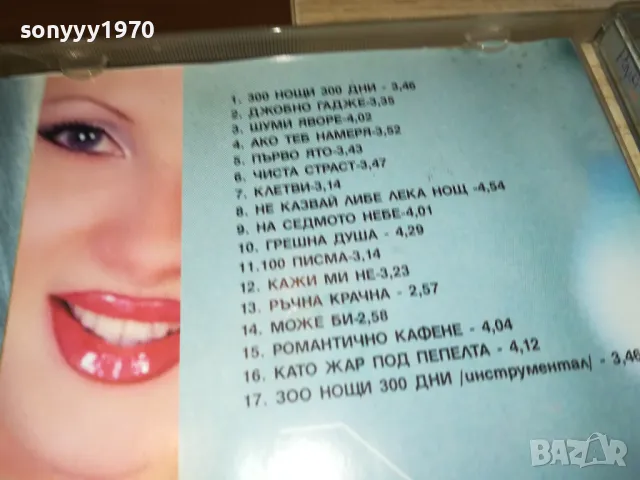 sonyyy1970
1. 300 НОЩИ 300 ДНИ - 3,46
2. ДЖОБНО ГАДЖЕ-3,35
3. ШУМИ ЯВОРЕ-4,02
4. АКО ТЕБ НАМЕРЯ-3,52
5. ПЪРВО ЯТО-3,43
6. ЧИСТА СТРАСТ-3,47
7. КЛЕТВИ-3,14
8. НЕ КАЗВАЙ ЛИБЕ ЛЕКА НОЩ -4,54
9. НА СЕДМОТО НЕБЕ-4,01
10. ГРЕШНА ДУША - 4,29
11.100 ПИСМА-3,14
12. КАЖИ МИ НЕ-3,23
13. РЪЧНА КРАЧНА - 2,57
14. МОЖЕ БИ-2,58
15. РОМАНТИЧНО КАФЕНЕ - 4,04
16. КАТО ЖАР ПОД ПЕПЕЛТА - 4,12
17. ЗОО НОЩИ 300 ДНИ /инструментал/ - 3,46
BAZAR
bg